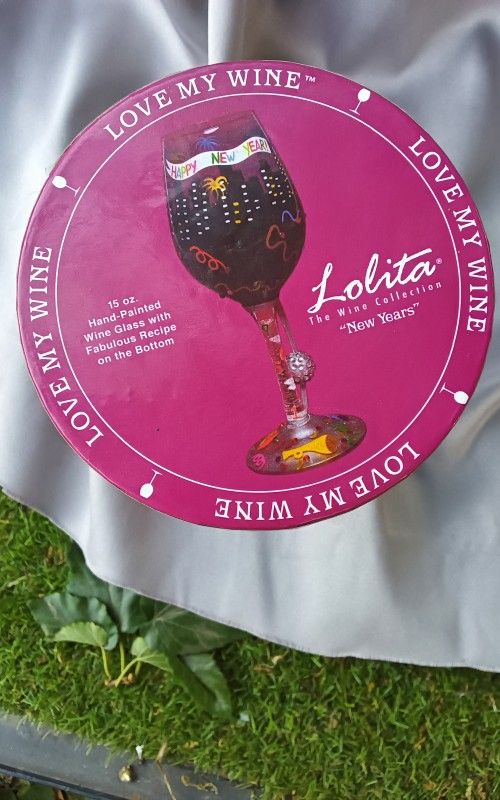 LOVE MY WINE™
LOVE MY WINE
LOVE MY WINE
LOVE MY WINE
HAPPY NEW YEAR!
15 oz.
Hand-Painted
Wine Glass with
Fabulous Recipe
on the Bottom
Lolita®
The Wine Collection
“New Years”